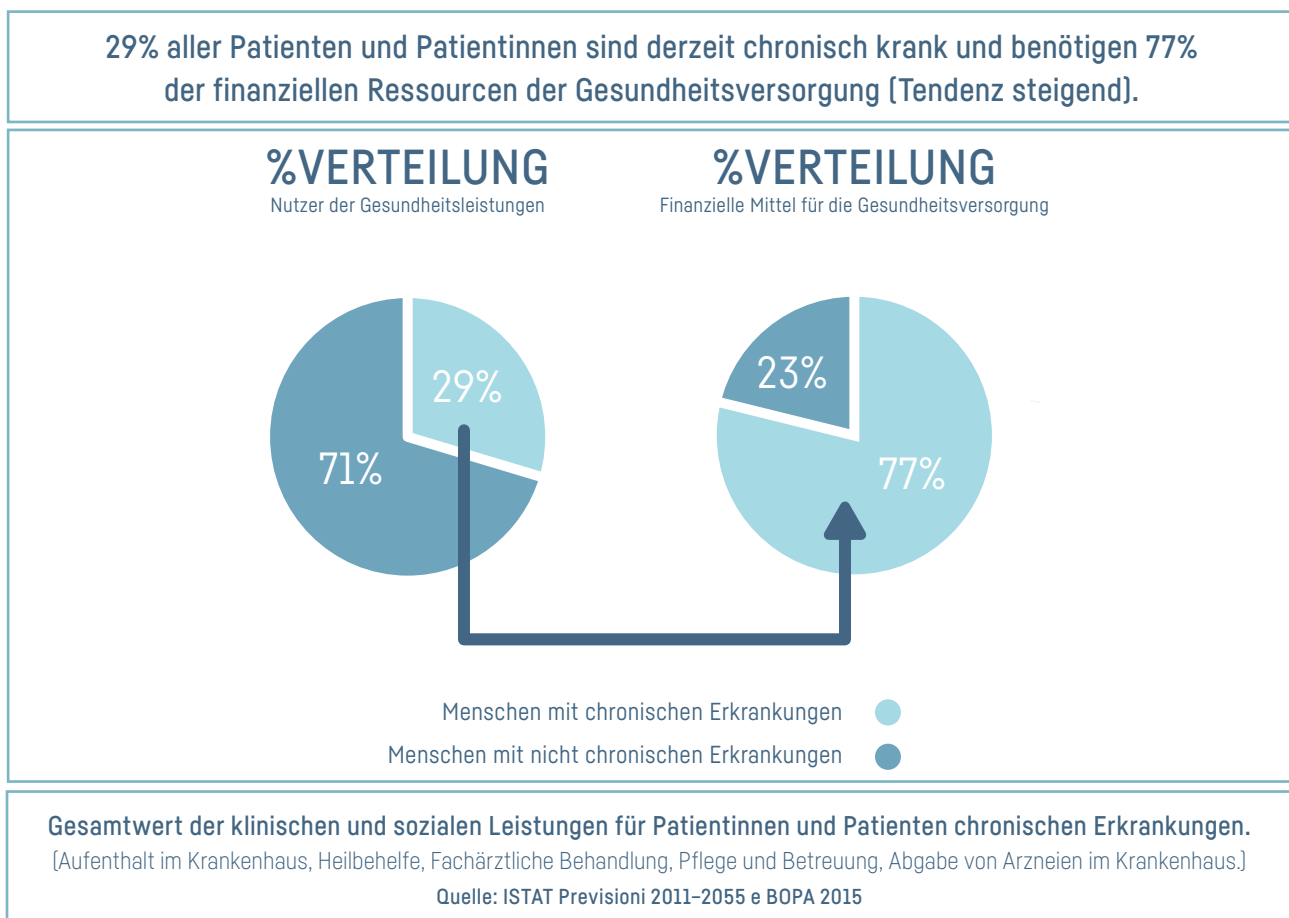 29% aller Patienten und Patientinnen sind derzeit chronisch krank und benötigen 77%
der finanziellen Ressourcen der Gesundheitsversorgung (Tendenz steigend).
%VERTEILUNG
Nutzer der Gesundheitsleistungen
%VERTEILUNG
Finanzielle Mittel für die Gesundheitsversorgung
29%
71%
23%
77%
Menschen mit chronischen Erkrankungen
Menschen mit nicht chronischen Erkrankungen
Gesamtwert der klinischen und sozialen Leistungen für Patientinnen und Patienten chronischen Erkrankungen.
(Aufenthalt im Krankenhaus, Heilbehelfe, Fachärztliche Behandlung, Pflege und Betreuung, Abgabe von Arzneien im Krankenhaus.)
Quelle: ISTAT Previsioni 2011–2055 e BOPA 2015